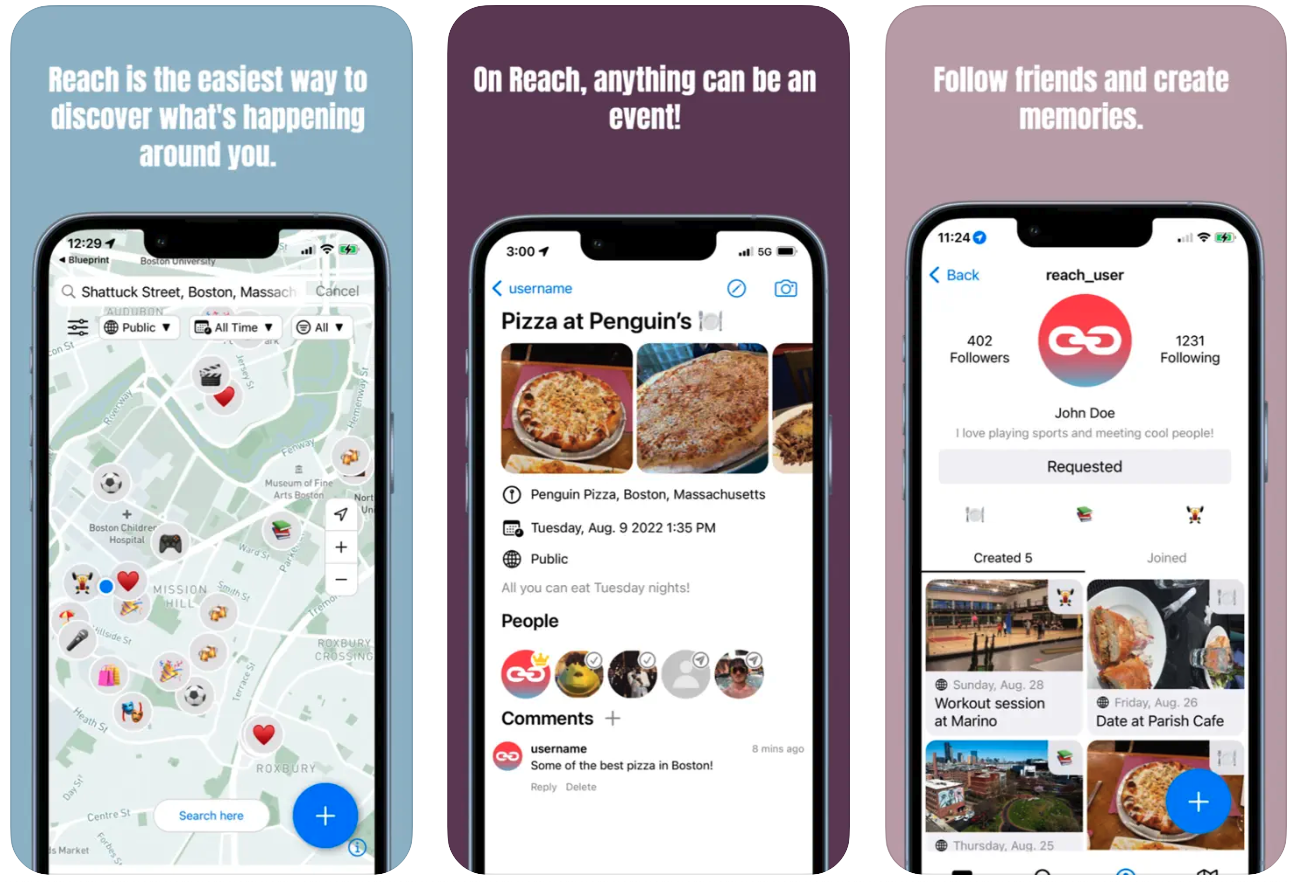 Reach is the easiest way to
discover what's happening
around you.
12:29
Blueprint
Boston University
Shattuck Street, Boston, Massach
Cancel
AUDUBON
Public ▼
All Time ▼
All ▼
Jersey St
Riverway
Hemenway St
Fenway
Museum of Fine
Arts Boston
Boston Children
Hospital
Ward St
Parker
MISSION
HILL
Smith St
Hillside St
Tremon
ROXBURY
CROSSING
Terrace St
Heath St
ROXBURY
Day St
Centre St
Search here
Forbes St
ds Market
On Reach, anything can be an
event!
3:00
5G
username
Pizza at Penguin's
Penguin Pizza, Boston, Massachusetts
Tuesday, Aug. 9 2022 1:35 PM
Public
All you can eat Tuesday nights!
People
Comments +
username
8 mins ago
Some of the best pizza in Boston!
Reply Delete
Follow friends and create
memories.
11:24
Back
reach_user
402
Followers
1231
Following
John Doe
I love playing sports and meeting cool people!
Requested
Created 5
Joined
Sunday, Aug. 28
Workout session
at Marino
Friday, Aug. 26
Date at Parish Cafe
Thursday, Aug. 25